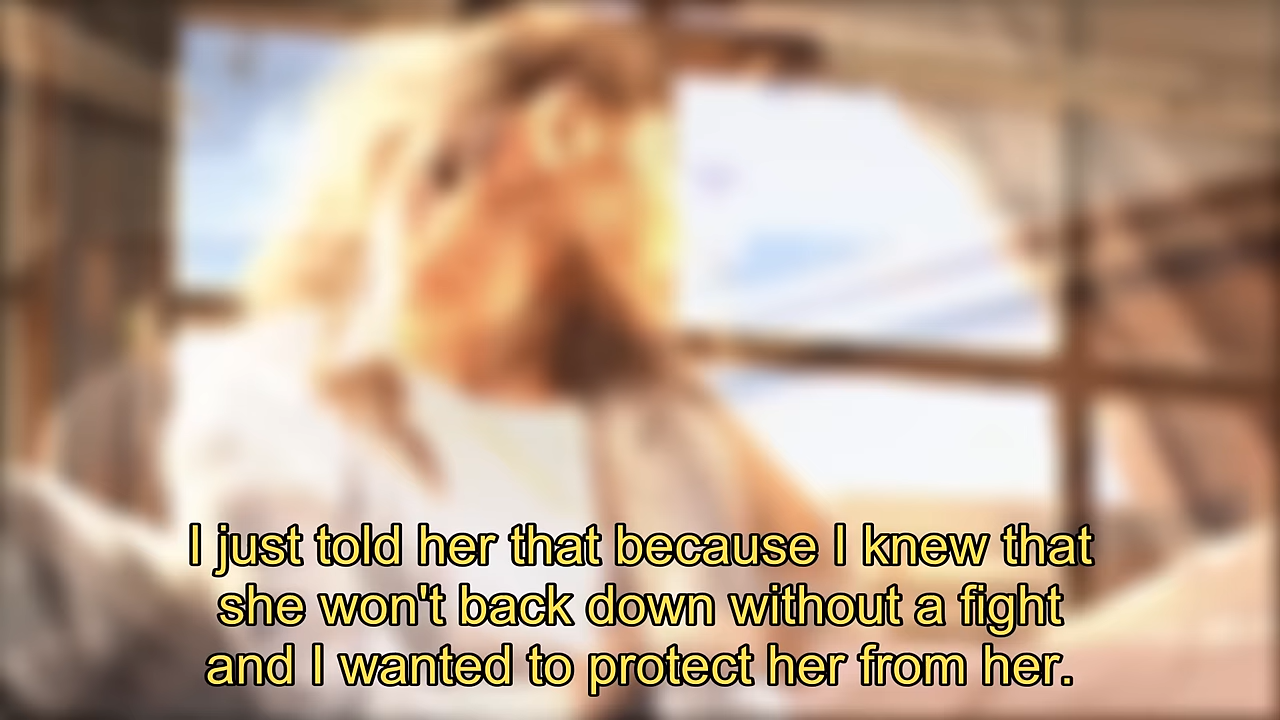 I just told her that because I knew that
she won't back down without a fight
and I wanted to protect her from her.